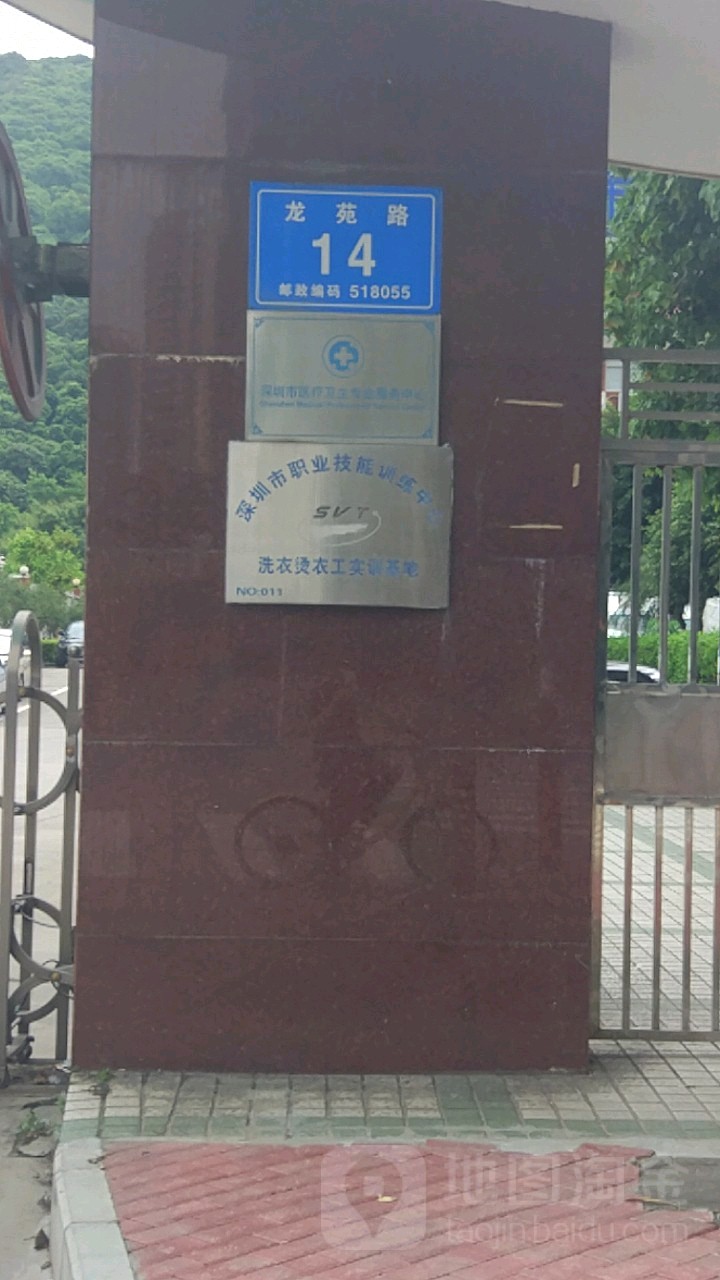 龙苑路
14
邮政编码 518055
深圳市医疗卫生专业服务中心
深圳市职业技能训练中心
SVT
洗衣烫衣工实训基地
NO:011
地图淘金
taojin.baidu.com